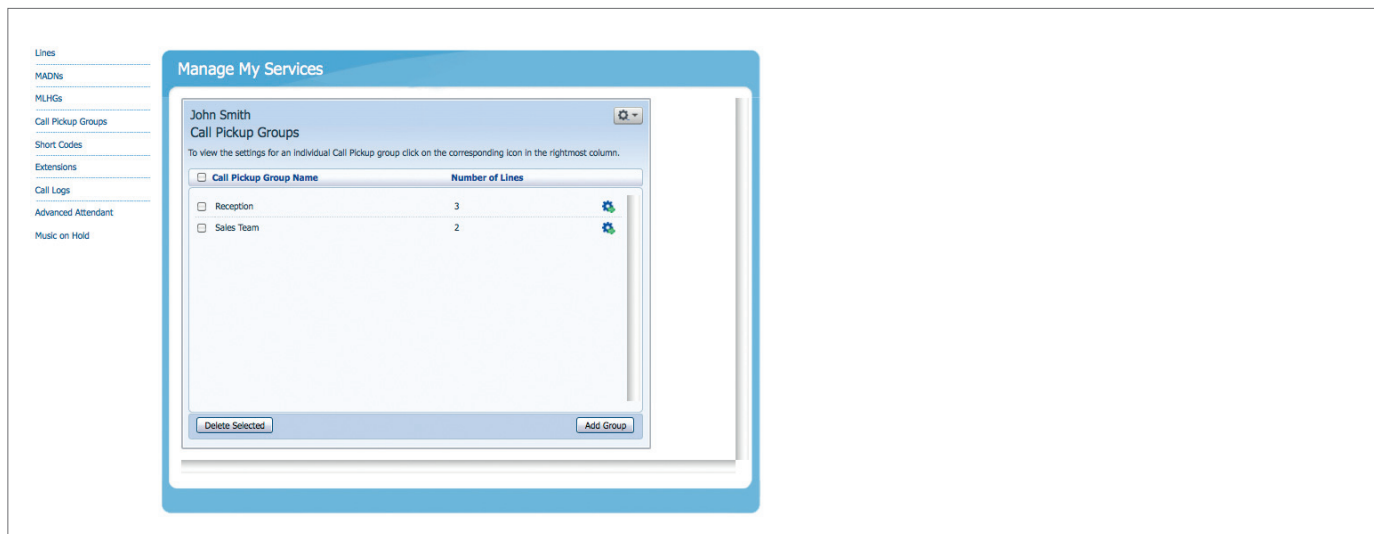 Lines
MADNs
MLHGs
Call Pickup Groups
Short Codes
Extensions
Call Logs
Advanced Attendant
Music on Hold
Manage My Services
John Smith
Call Pickup Groups
To view the settings for an individual Call Pickup group click on the corresponding icon in the rightmost column.
Call Pickup Group Name Number of Lines
Reception 3
Sales Team 2
Delete Selected Add Group